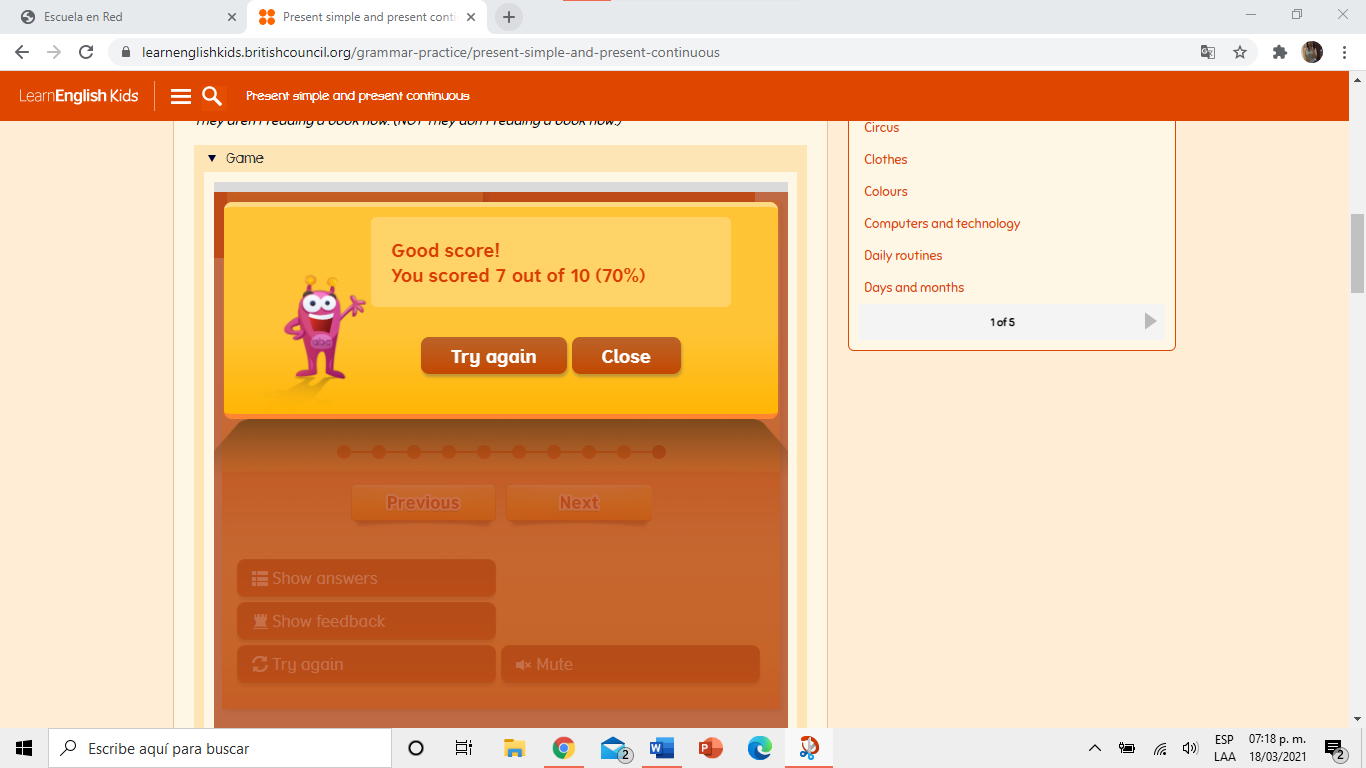 Escuela en Red
Present simple and present conti
learnenglishkids.britishcouncil.org/grammar-practice/present-simple-and-present-continuous
LearnEnglish Kids
Present simple and present continuous
They aren't reading a book now. (NOT They don't reading a book now.)
Game
Good score!
You scored 7 out of 10 (70%)
Try again
Close
abc
Previous
Next
Show answers
Show feedback
Try again
Mute
Circus
Clothes
Colours
Computers and technology
Daily routines
Days and months
1 of 5
Escribe aquí para buscar
2
ESP
LAA
07:18 p. m.
18/03/2021
2